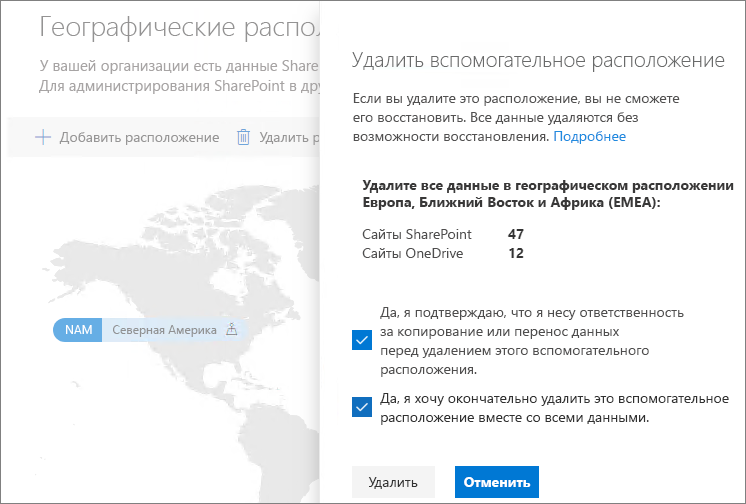 Географические распо
У вашей организации есть данные Share
Для администрирования SharePoint в дру
Добавить расположение
Удалить р
NAM
Северная Америка
Удалить вспомогательное расположение
Если вы удалите это расположение, вы не сможете
его восстановить. Все данные удаляются без
возможности восстановления. Подробнее
Удалите все данные в географическом расположении
Европа, Ближний Восток и Африка (EMEA):
Сайты SharePoint 47
Сайты OneDrive 12
Да, я подтверждаю, что я несу ответственность
за копирование или перенос данных
перед удалением этого вспомогательного
расположения.
Да, я хочу окончательно удалить это вспомогательное
расположение вместе со всеми данными.
Удалить
Отменить